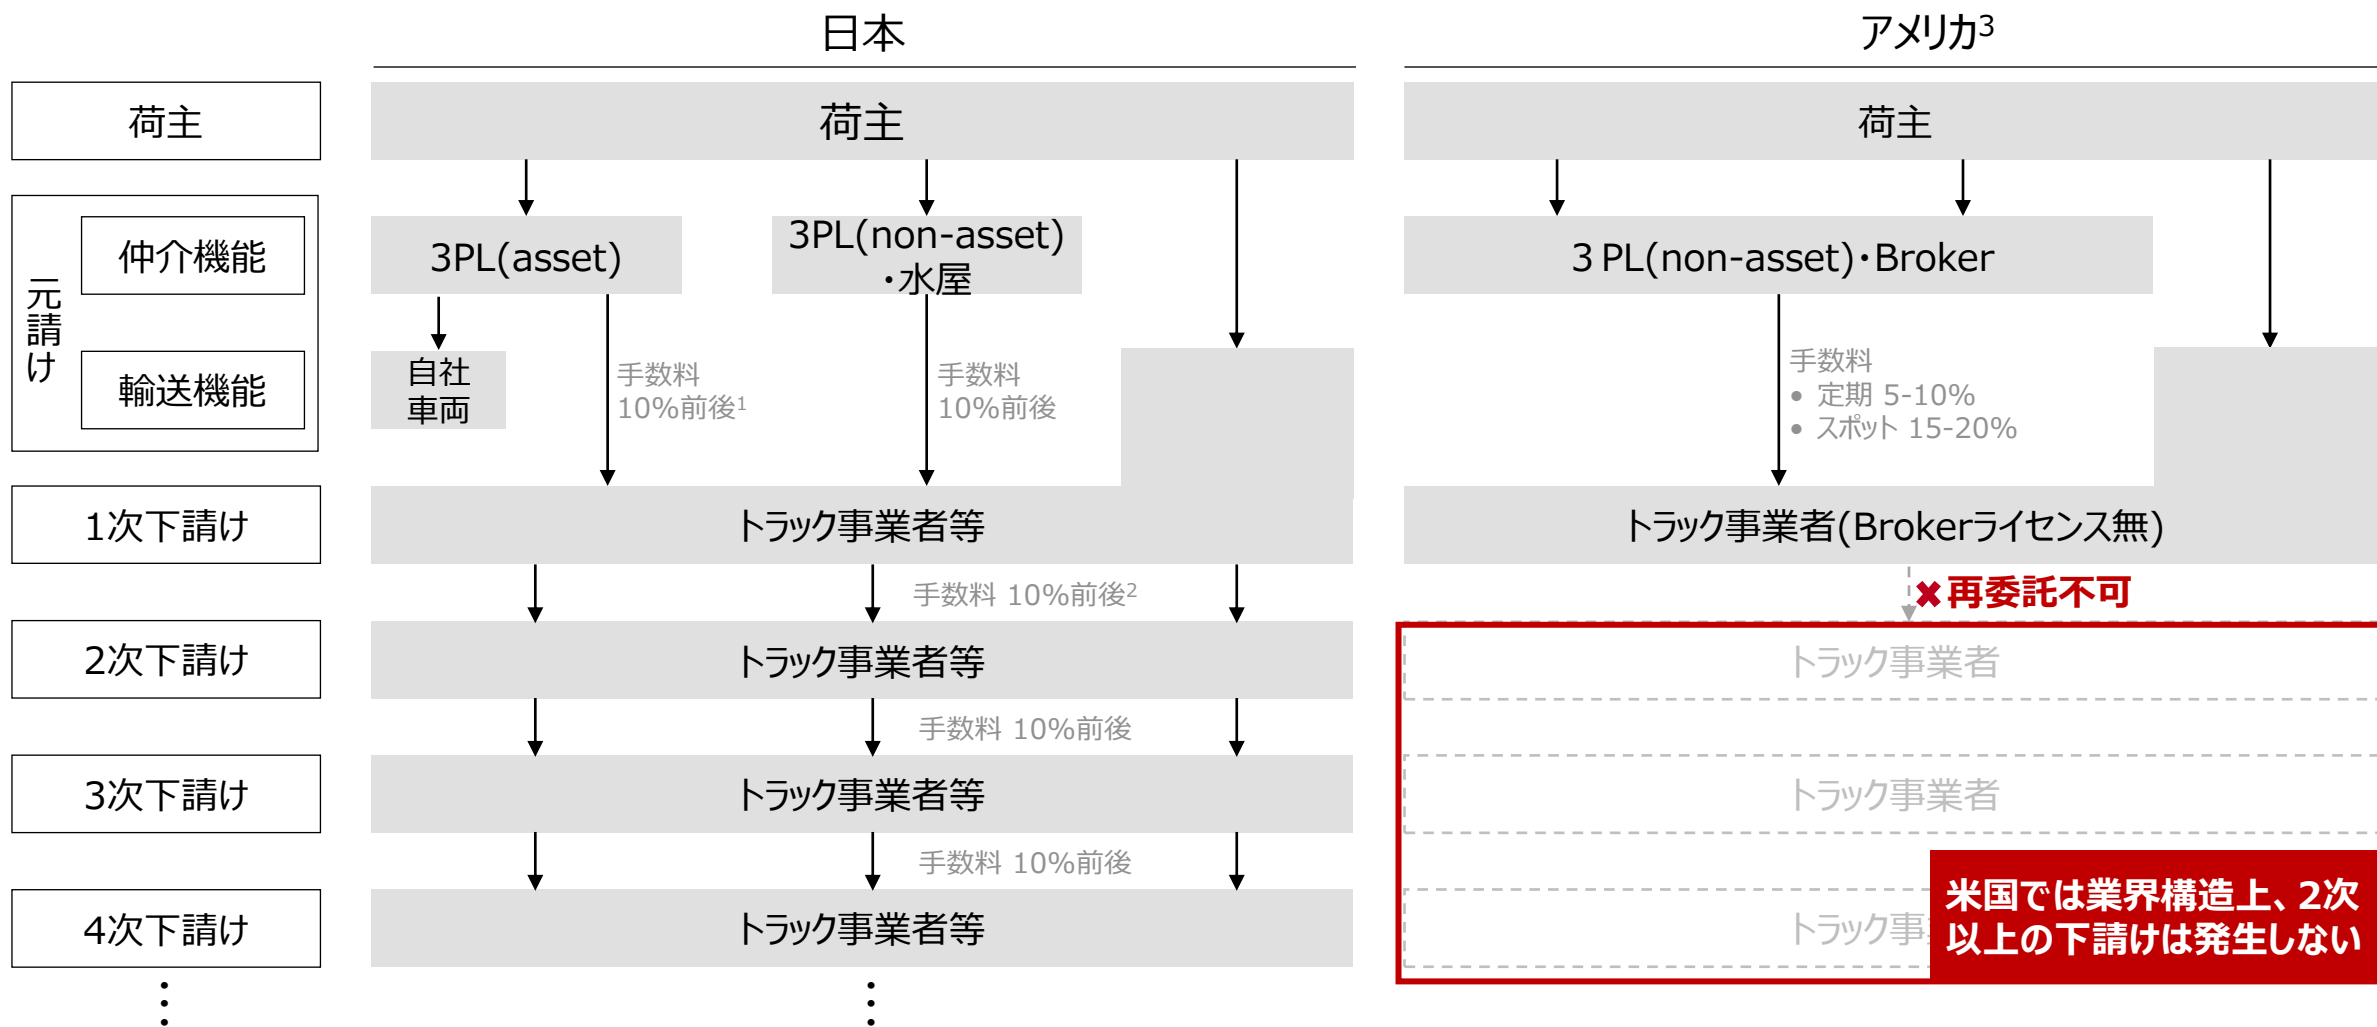 日本
アメリカ3
荷主
荷主
荷主
元請け
仲介機能
3PL(asset)
3PL(non-asset)
・水屋
3PL(non-asset)・Broker
輸送機能
自社
車両
手数料
10%前後1
手数料
10%前後
手数料
• 定期 5-10%
• スポット 15-20%
1次下請け
トラック事業者等
トラック事業者(Brokerライセンス無)
手数料 10%前後2
✖再委託不可
2次下請け
トラック事業者等
トラック事業者
手数料 10%前後
3次下請け
トラック事業者等
トラック事業者
手数料 10%前後
4次下請け
トラック事業者等
トラック事
米国では業界構造上、2次
以上の下請けは発生しない